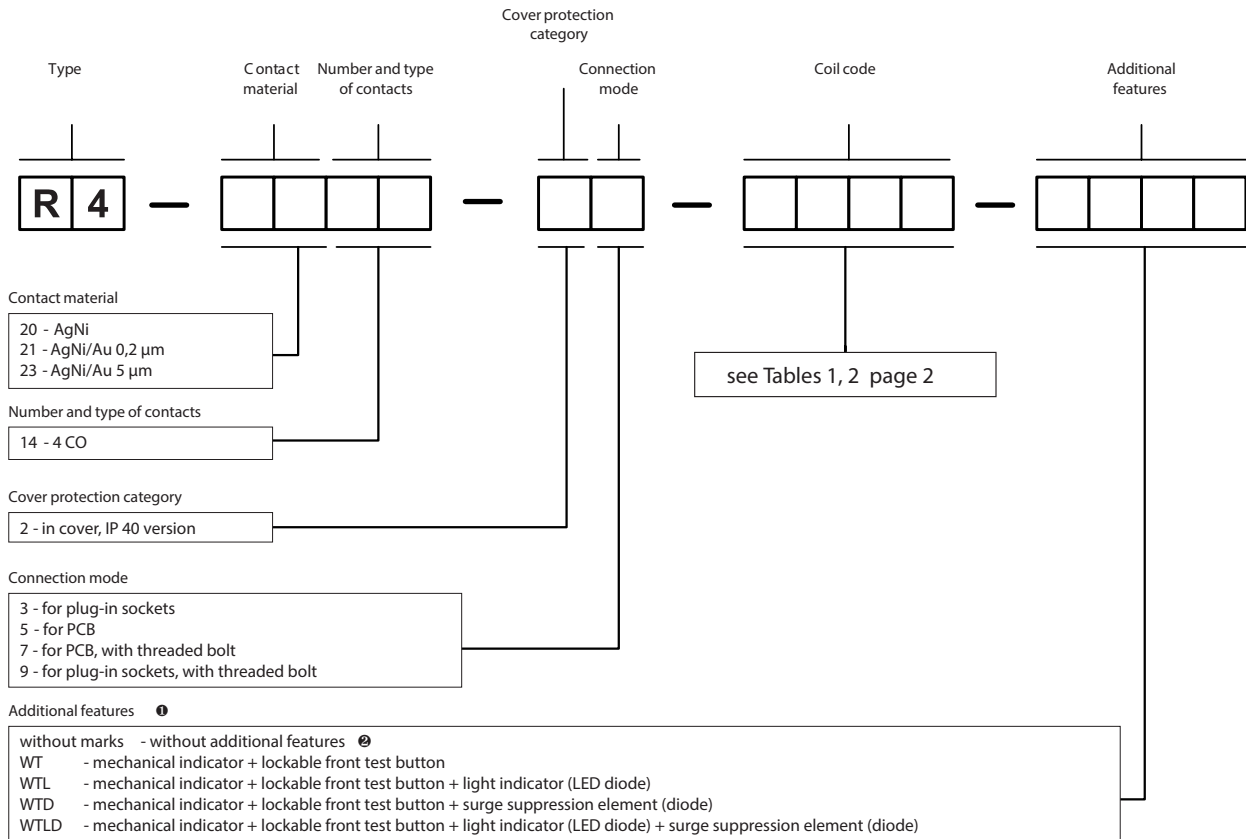 Cover protection
category
Type
Contact
material
Number and type
of contacts
Connection
mode
Coil code
Additional
features
R 4
Contact material
20 - AgNi
21 - AgNi/Au 0,2 μm
23 - AgNi/Au 5 μm
see Tables 1, 2 page 2
Number and type of contacts
14 - 4 CO
Cover protection category
2 - in cover, IP 40 version
Connection mode
3 - for plug-in sockets
5 - for PCB
7 - for PCB, with threaded bolt
9 - for plug-in sockets, with threaded bolt
Additional features ❶
without marks - without additional features ❷
WT - mechanical indicator + lockable front test button
WTL - mechanical indicator + lockable front test button + light indicator (LED diode)
WTD - mechanical indicator + lockable front test button + surge suppression element (diode)
WTLD - mechanical indicator + lockable front test button + light indicator (LED diode) + surge suppression element (diode)